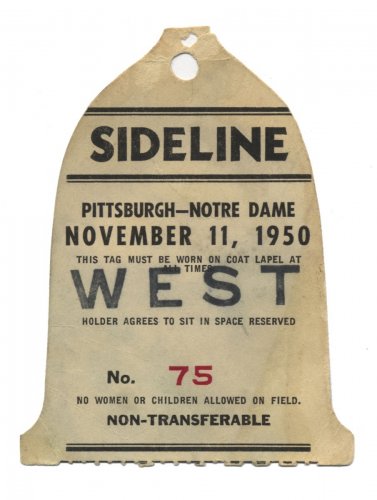 SIDELINE
PITTSBURGH—NOTRE DAME
NOVEMBER 11, 1950
THIS TAG MUST BE WORN ON COAT LAPEL AT
ALL TIMES
WEST
HOLDER AGREES TO SIT IN SPACE RESERVED
No. 75
NO WOMEN OR CHILDREN ALLOWED ON FIELD.
NON-TRANSFERABLE